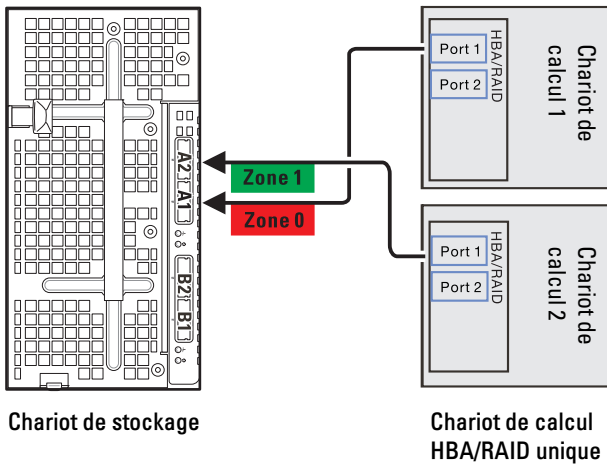 A2
A1
B2
B1
Zone 1
Zone 0
Port 1
Port 2
HBA/RAID
Chariot de
calcul 1
Port 1
Port 2
HBA/RAID
Chariot de
calcul 2
Chariot de stockage
Chariot de calcul
HBA/RAID unique